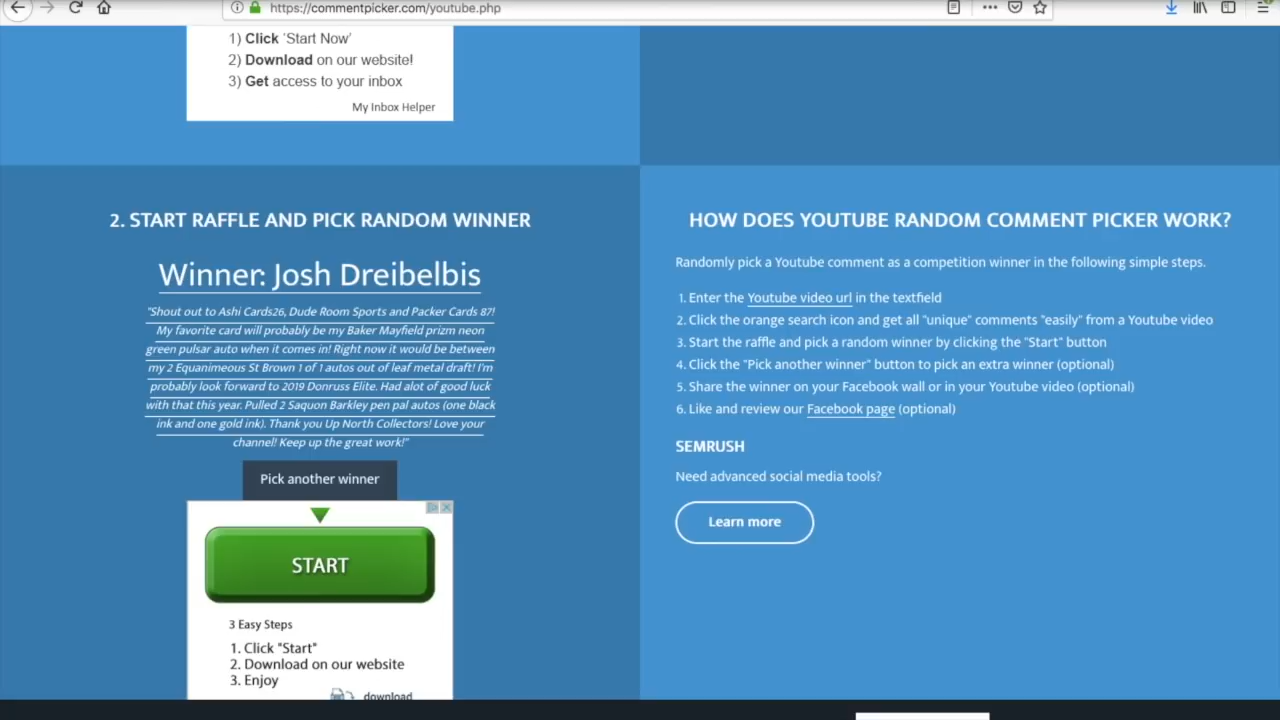 https://commentpicker.com/youtube.php
1) Click 'Start Now'
2) Download on our website!
3) Get access to your inbox
My Inbox Helper
2. START RAFFLE AND PICK RANDOM WINNER
Winner: Josh Dreibelbis
"Shout out to Ashi Cards26, Dude Room Sports and Packer Cards 87!
My favorite card will probably be my Baker Mayfield prizm neon
green pulsar auto when it comes in! Right now it would be between
my 2 Equanimeous St Brown 1 of 1 autos out of leaf metal draft! I'm
probably look forward to 2019 Donruss Elite. Had alot of good luck
with that this year. Pulled 2 Saquon Barkley pen pal autos (one black
ink and one gold ink). Thank you Up North Collectors! Love your
channel! Keep up the great work!"
Pick another winner
START
3 Easy Steps
1. Click "Start"
2. Download on our website
3. Enjoy
download
HOW DOES YOUTUBE RANDOM COMMENT PICKER WORK?
Randomly pick a Youtube comment as a competition winner in the following simple steps.
1. Enter the Youtube video url in the textfield
2. Click the orange search icon and get all "unique" comments "easily" from a Youtube video
3. Start the raffle and pick a random winner by clicking the "Start" button
4. Click the "Pick another winner" button to pick an extra winner (optional)
5. Share the winner on your Facebook wall or in your Youtube video (optional)
6. Like and review our Facebook page (optional)
SEMRUSH
Need advanced social media tools?
Learn more